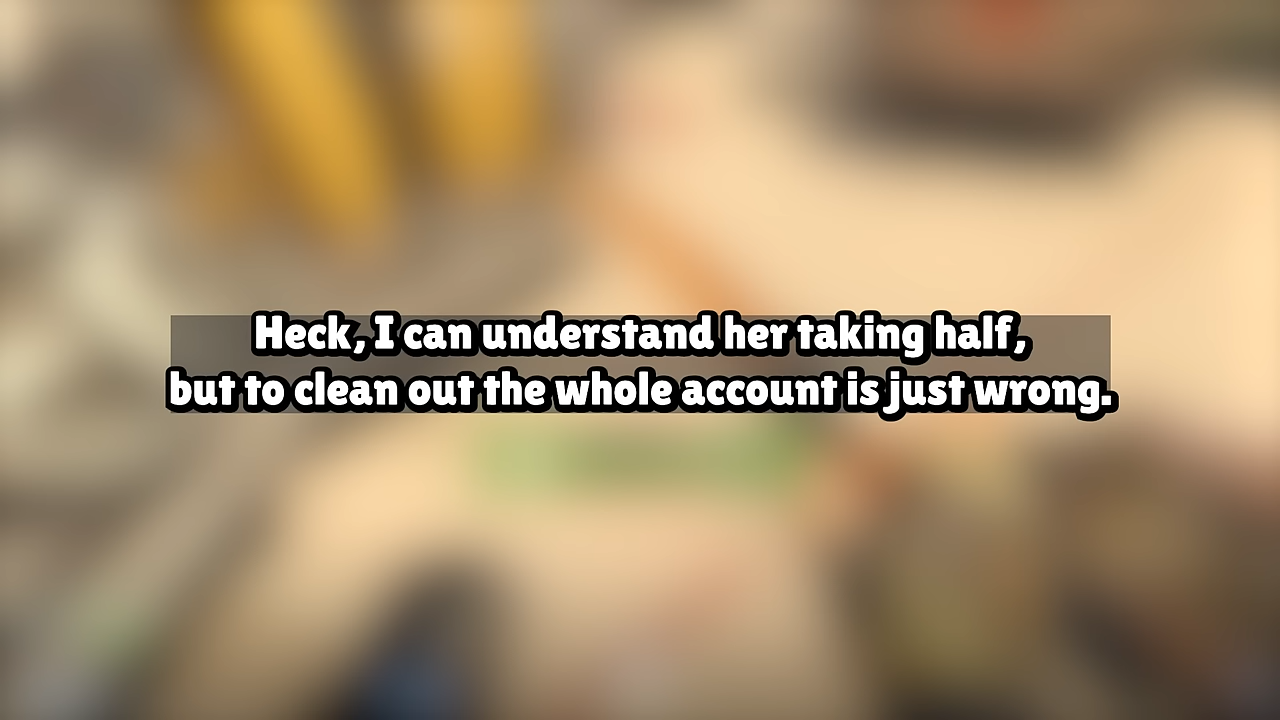 Heck, I can understand her taking half,
but to clean out the whole account is just wrong.